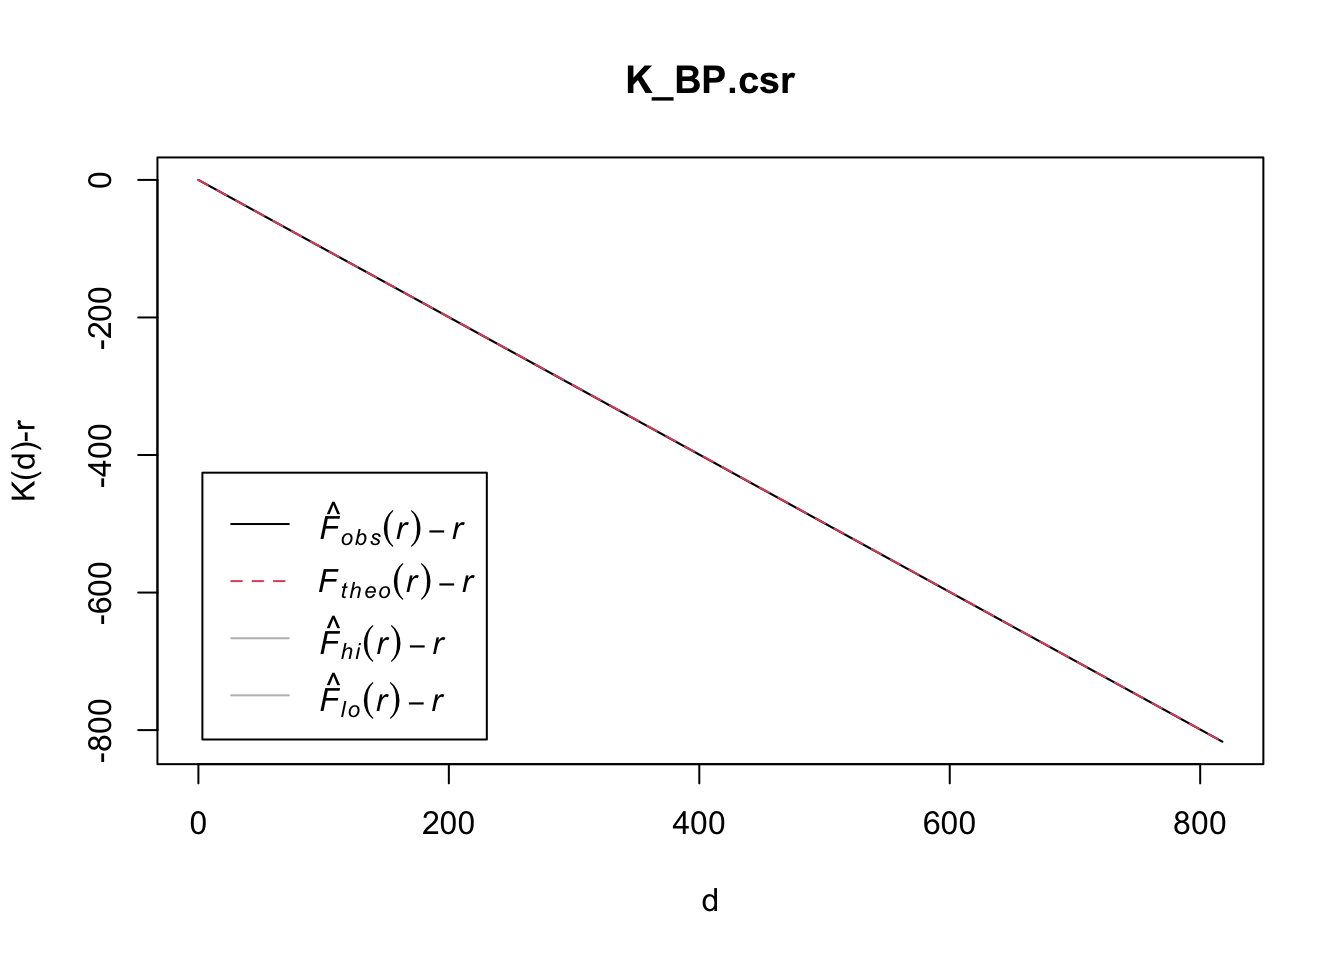 K_BP.csr
K(d)-r
0
-200
-400
-600
-800
F̂obs(r) − r
Ftheo(r) − r
F̂hi(r) − r
F̂lo(r) − r
0 200 400 600 800
d